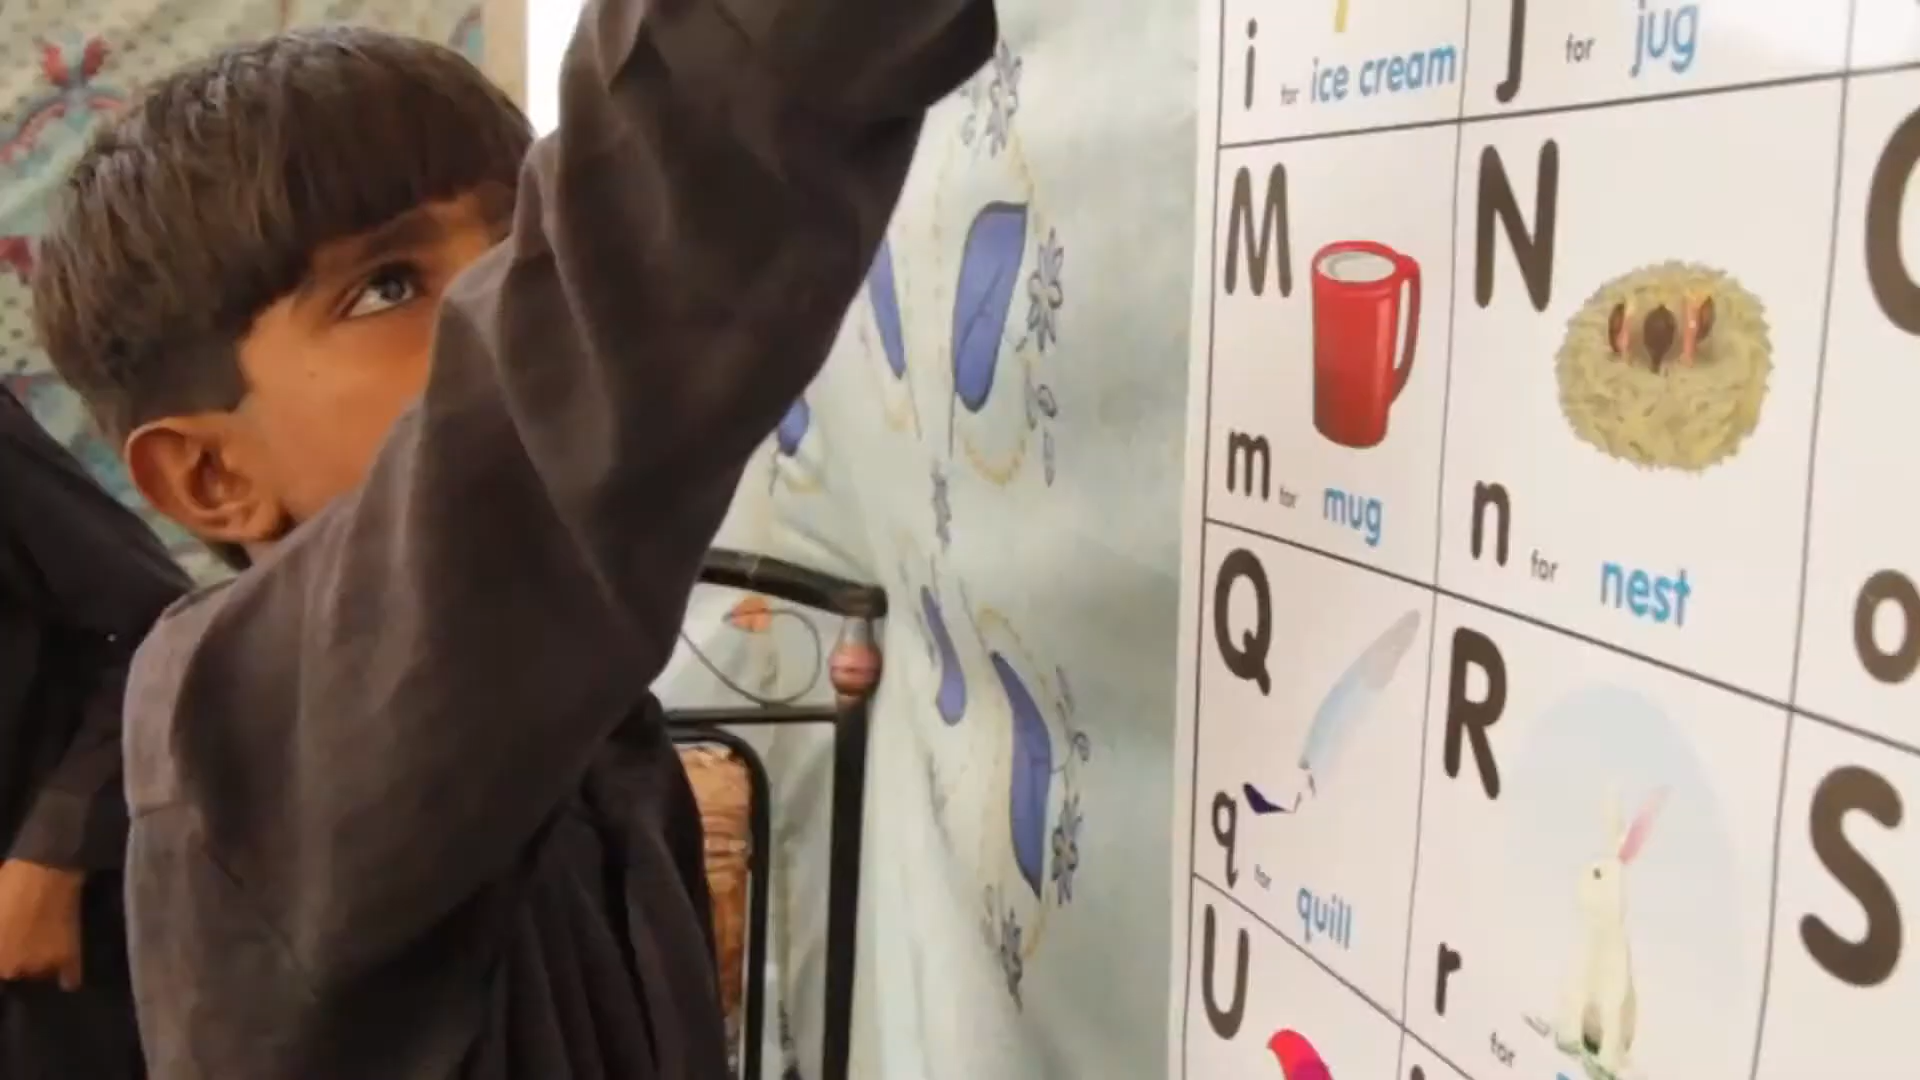 i for ice cream
j for jug
M
m for mug
N
n for nest
o
Q
q for quill
R
r for
S
U